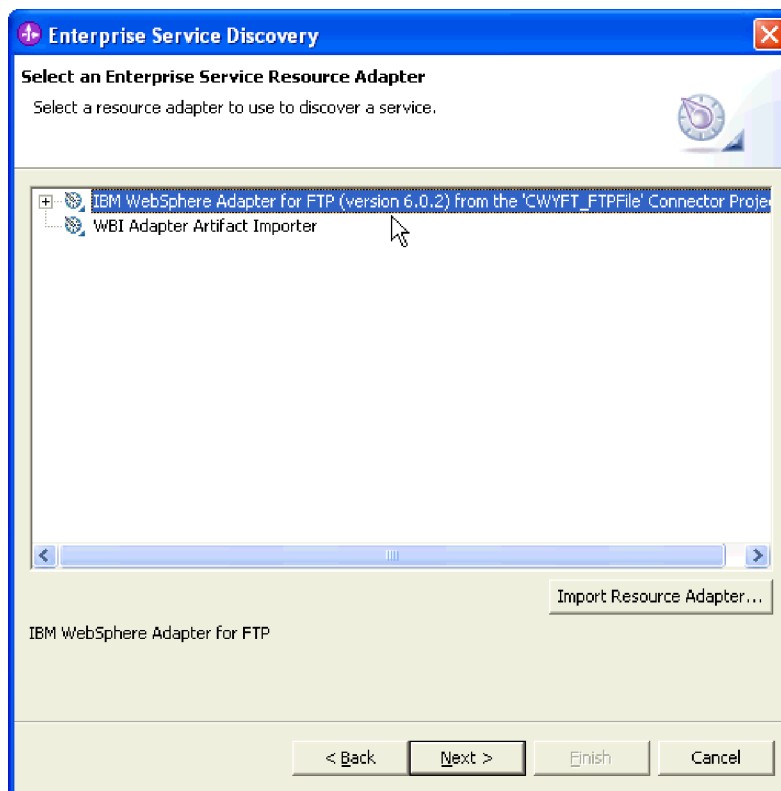 Enterprise Service Discovery
Select an Enterprise Service Resource Adapter
Select a resource adapter to use to discover a service.
IBM WebSphere Adapter for FTP (version 6.0.2) from the 'CWYFT_FTPFile' Connector Proje
WBI Adapter Artifact Importer
Import Resource Adapter...
IBM WebSphere Adapter for FTP
< Back Next > Finish Cancel